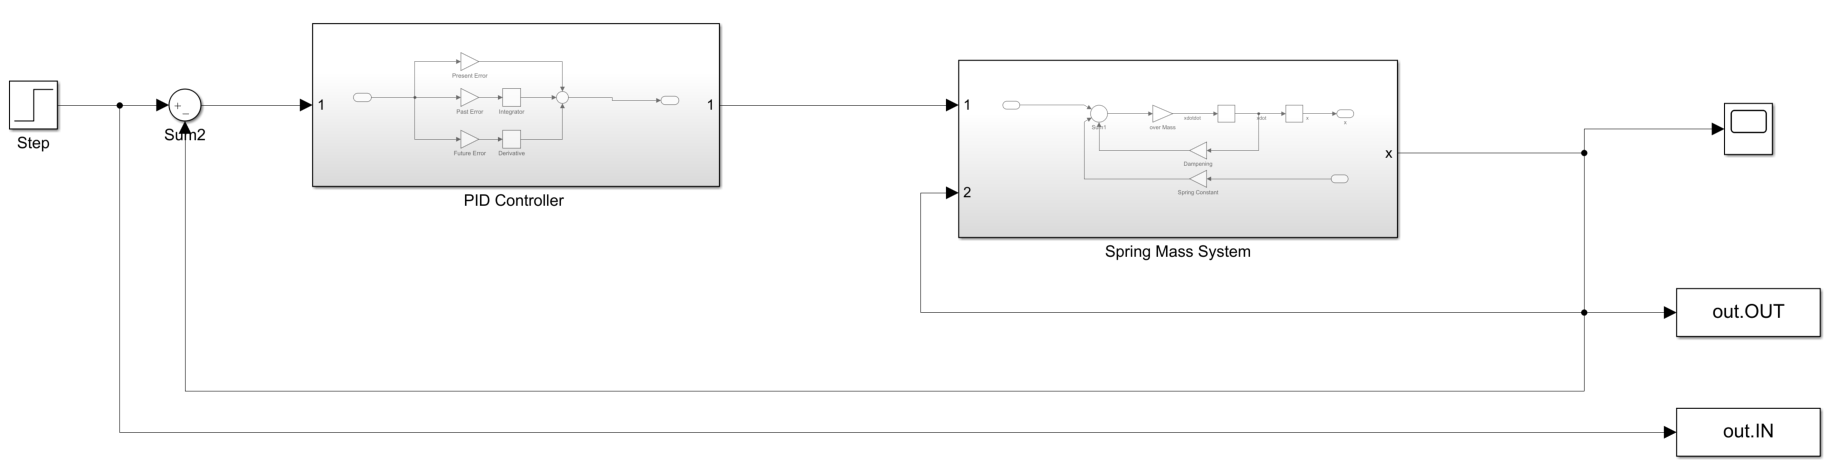 Step
+
−
Sum2
1
Present Error
Past Error
Integrator
Future Error
Derivative
1
PID Controller
1
2
Sum1
over Mass
xdotdot
xdot
x
x
Dampening
Spring Constant
x
Spring Mass System
out.OUT
out.IN